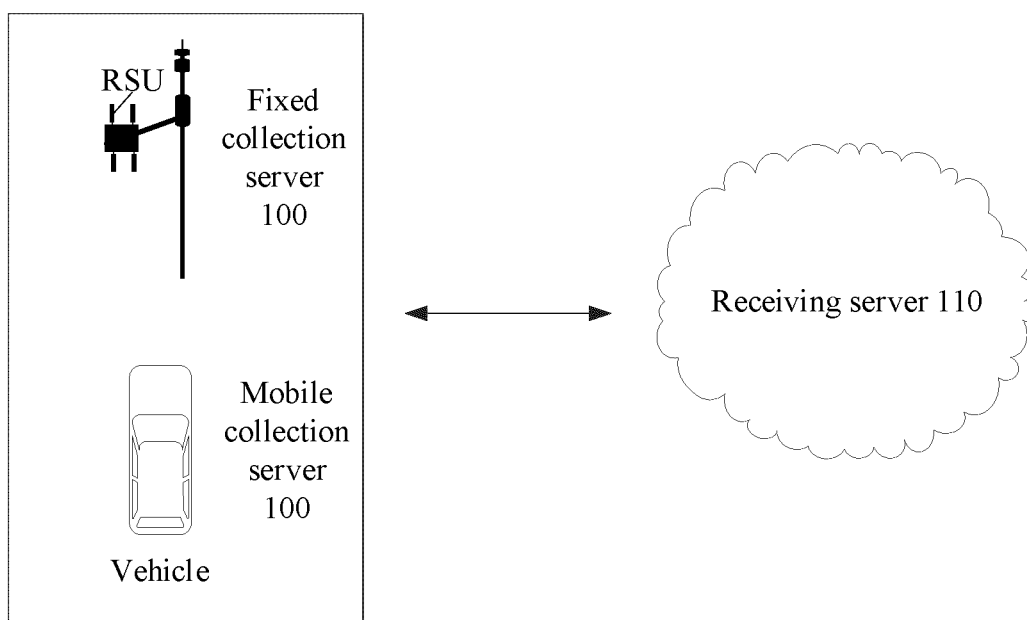 RSU
Fixed
collection
server
100
Receiving server 110
Mobile
collection
server
100
Vehicle